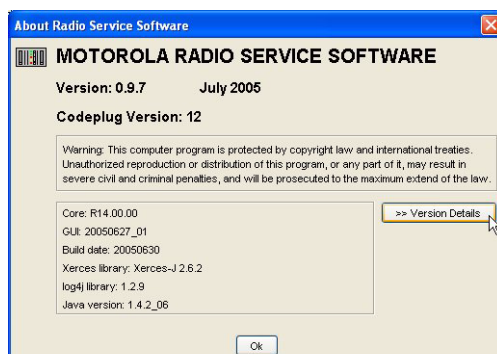 About Radio Service Software
MOTOROLA RADIO SERVICE SOFTWARE
Version: 0.9.7 July 2005
Codeplug Version: 12
Warning: This computer program is protected by copyright law and international treaties.
Unauthorized reproduction or distribution of this program, or any part of it, may result in
severe civil and criminal penalties, and will be prosecuted to the maximum extend of the law.
Core: R14.00.00
GUI: 20050627_01
Build date: 20050630
Xerces library: Xerces-J 2.6.2
log4j library: 1.2.9
Java version: 1.4.2_06
>> Version Details
Ok